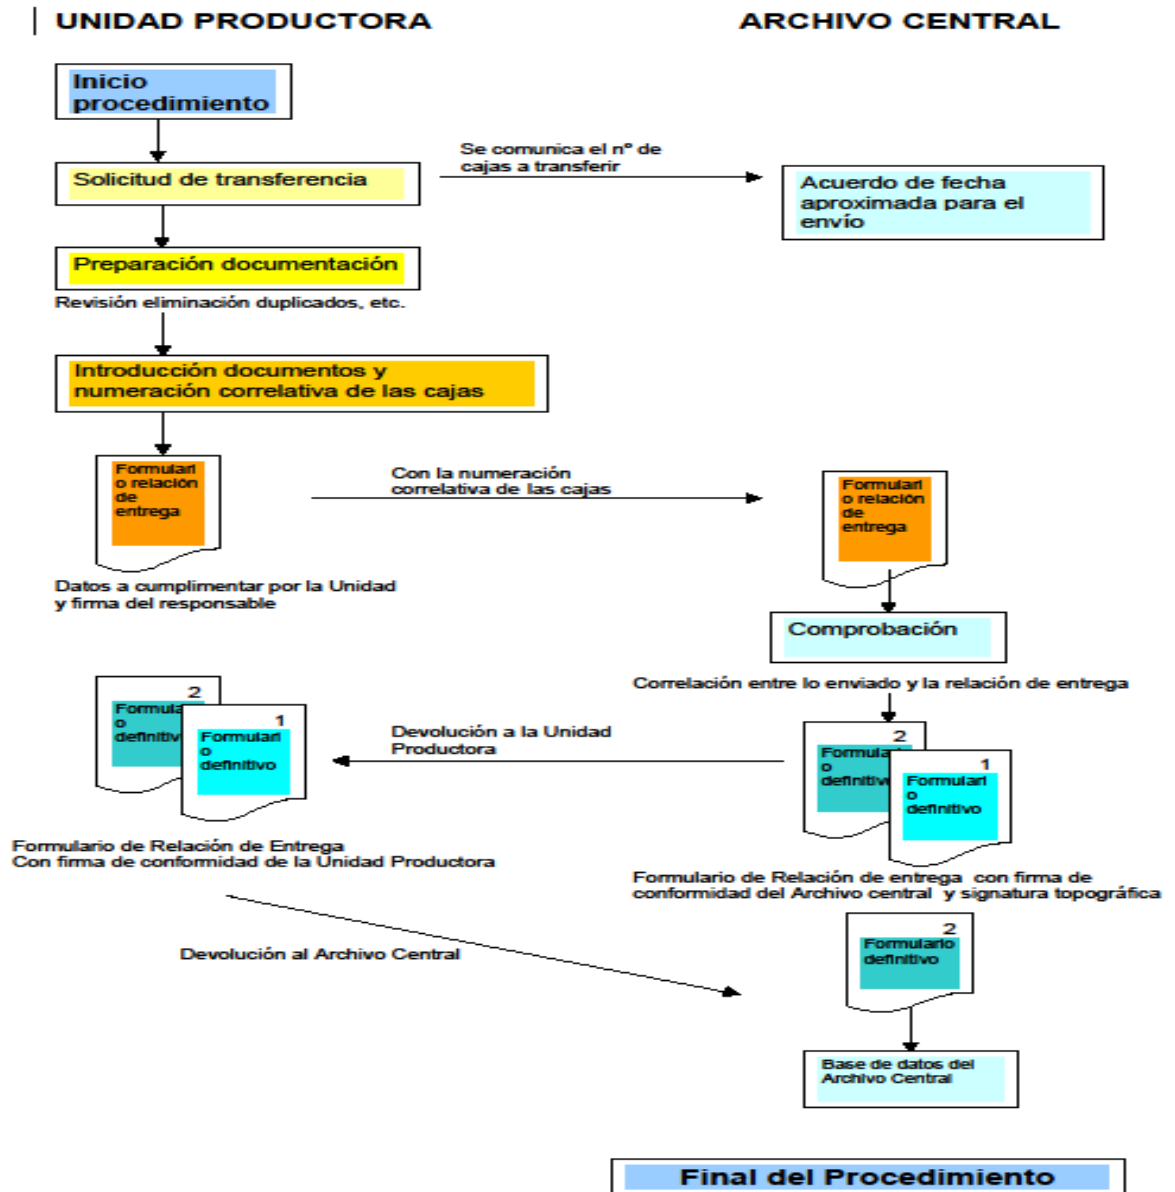 UNIDAD PRODUCTORA
ARCHIVO CENTRAL
Inicio
procedimiento
Solicitud de transferencia
Se comunica el nº de
cajas a transferir
Acuerdo de fecha
aproximada para el
envío
Preparación documentación
Revisión eliminación duplicados, etc.
Introducción documentos y
numeración correlativa de las cajas
Formulari
o relación
de
entrega
Con la numeración
correlativa de las cajas
Formulari
o relación
de
entrega
Datos a cumplimentar por la Unidad
y firma del responsable
Comprobación
Correlación entre lo enviado y la relación de entrega
2
Formula
o
definitiv
1
Formulari
o
definitivo
Devolución a la Unidad
Productora
2
Formula
o
definitiv
1
Formulari
o
definitivo
Formulario de Relación de Entrega
Con firma de conformidad de la Unidad Productora
Formulario de Relación de entrega con firma de
conformidad del Archivo central y signatura topográfica
Devolución al Archivo Central
2
Formulario
definitivo
Base de datos del
Archivo Central
Final del Procedimiento